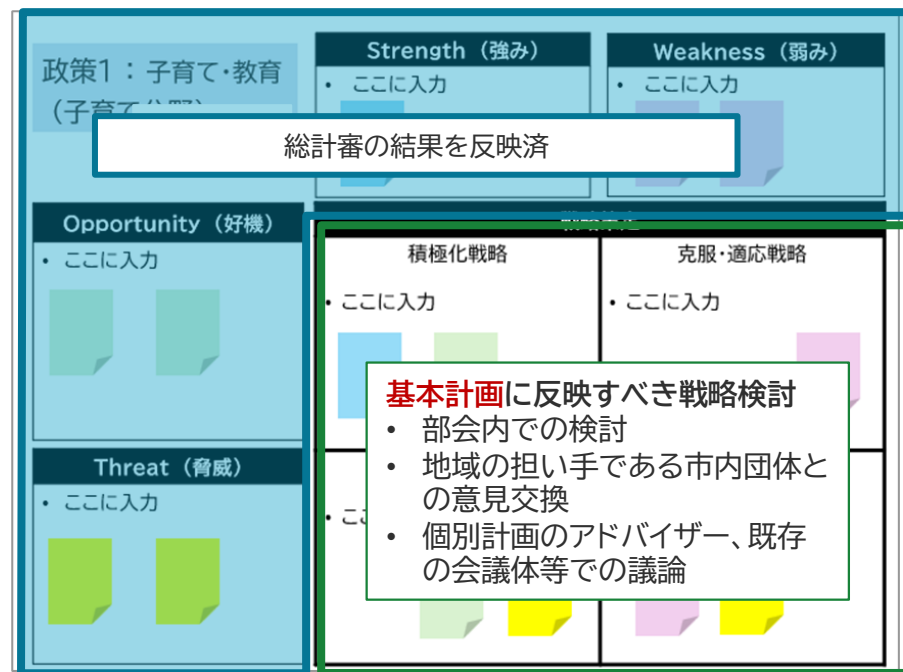 政策1：子育て・教育
Strength（強み）
・ ここに入力
Weakness（弱み）
・ ここに入力
総計審の結果を反映済
Opportunity（好機）
・ ここに入力
積極化戦略
・ ここに入力
克服・適応戦略
・ ここに入力
基本計画に反映すべき戦略検討
• 部会内での検討
• 地域の担い手である市内団体と
の意見交換
• 個別計画のアドバイザー、既存
の会議体等での議論
Threat（脅威）
・ ここに入力